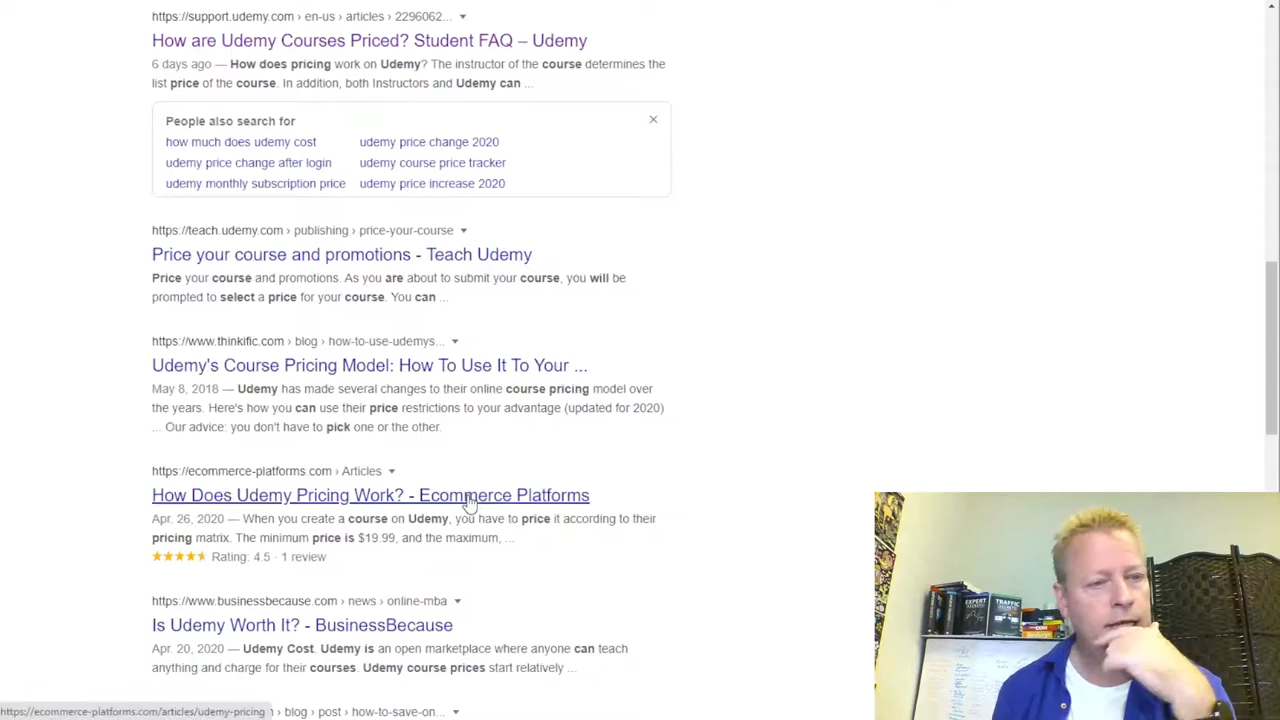 https://support.udemy.com › en-us › articles › 2296062...
How are Udemy Courses Priced? Student FAQ – Udemy
6 days ago — How does pricing work on Udemy? The instructor of the course determines the
list price of the course. In addition, both Instructors and Udemy can ...
People also search for
how much does udemy cost
udemy price change 2020
udemy price change after login
udemy course price tracker
udemy monthly subscription price
udemy price increase 2020
https://teach.udemy.com › publishing › price-your-course
Price your course and promotions - Teach Udemy
Price your course and promotions. As you are about to submit your course, you will be
prompted to select a price for your course. You can ...
https://www.thinkific.com › blog › how-to-use-udemys...
Udemy's Course Pricing Model: How To Use It To Your ...
May 8, 2018 — Udemy has made several changes to their online course pricing model over
the years. Here's how you can use their price restrictions to your advantage (updated for 2020)
... Our advice: you don't have to pick one or the other.
https://ecommerce-platforms.com › Articles
How Does Udemy Pricing Work? - Ecommerce Platforms
Apr. 26, 2020 — When you create a course on Udemy, you have to price it according to their
pricing matrix. The minimum price is $19.99, and the maximum, ...
Rating: 4.5 · 1 review
https://www.businessbecause.com › news › online-mba
Is Udemy Worth It? - BusinessBecause
Apr. 20, 2020 — Udemy Cost. Udemy is an open marketplace where anyone can teach
anything and charge for their courses. Udemy course prices start relatively ...
https://ecommerce-platforms.com/articles/udemy-pricing
› blog › post › how-to-save-on...
EXPERT
TRAFFIC